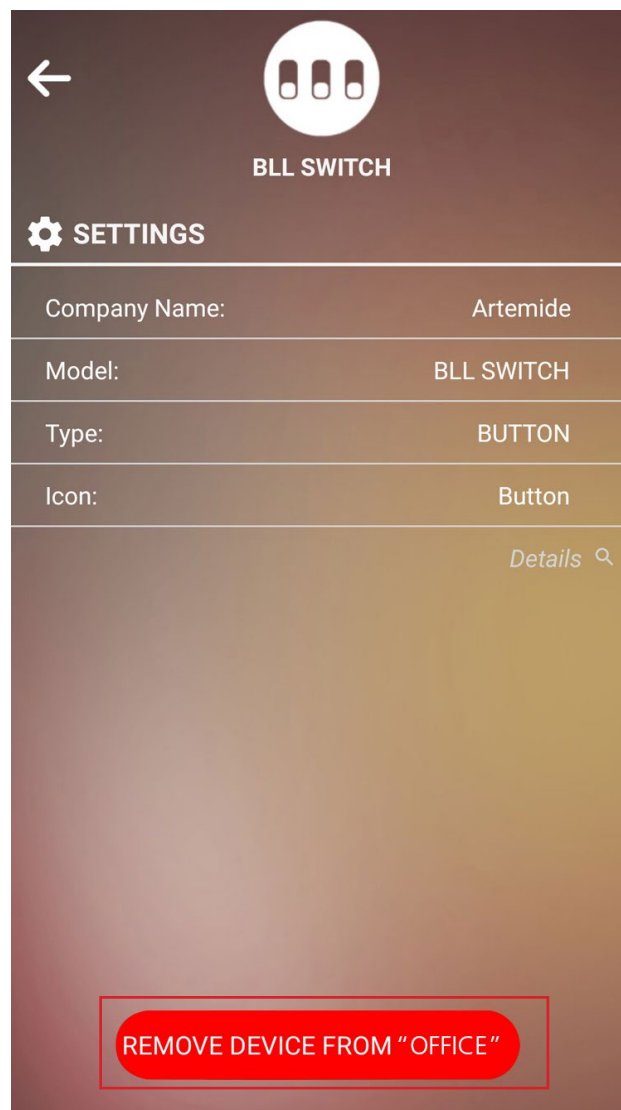 BLL SWITCH
SETTINGS
Company Name: Artemide
Model: BLL SWITCH
Type: BUTTON
Icon: Button
Details
REMOVE DEVICE FROM “OFFICE”